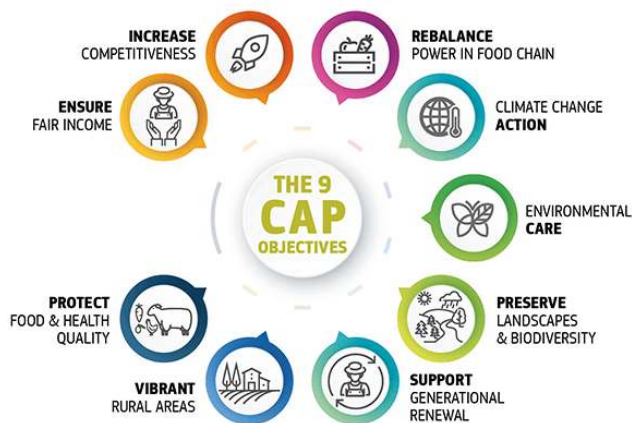 INCREASE
COMPETITIVENESS
REBALANCE
POWER IN FOOD CHAIN
ENSURE
FAIR INCOME
CLIMATE CHANGE
ACTION
THE 9
CAP
OBJECTIVES
ENVIRONMENTAL
CARE
PROTECT
FOOD & HEALTH
QUALITY
PRESERVE
LANDSCAPES
& BIODIVERSITY
VIBRANT
RURAL AREAS
SUPPORT
GENERATIONAL
RENEWAL